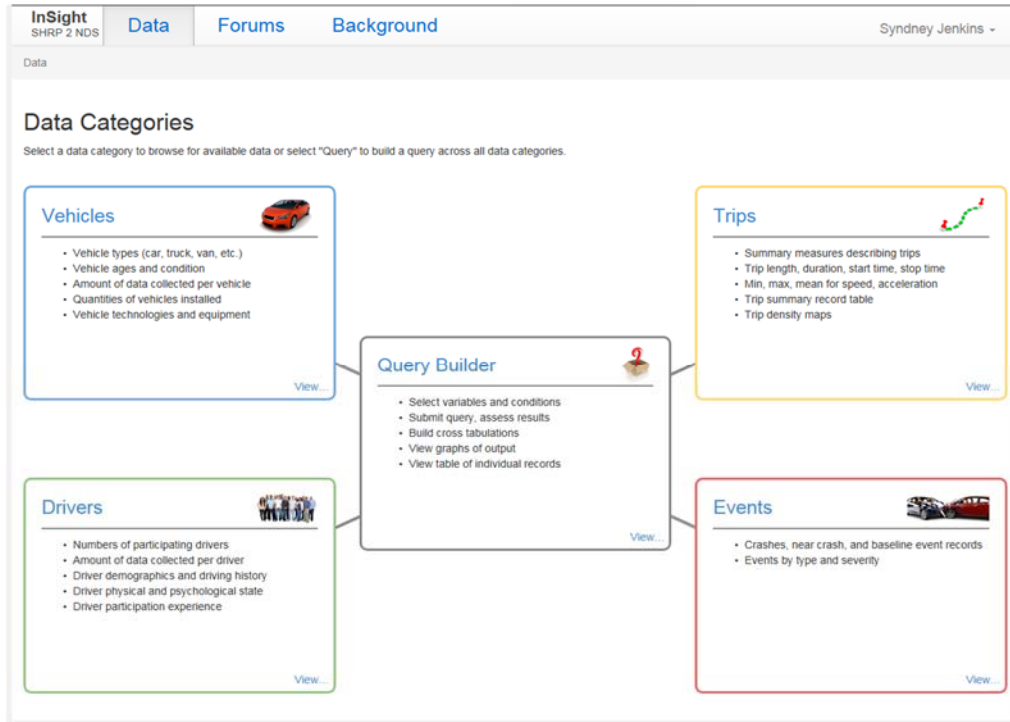 InSight
SHRP 2 NDS
Data
Forums
Background
Syndney Jenkins
Data
Data Categories
Select a data category to browse for available data or select "Query" to build a query across all data categories.
Vehicles
• Vehicle types (car, truck, van, etc.)
• Vehicle ages and condition
• Amount of data collected per vehicle
• Quantities of vehicles installed
• Vehicle technologies and equipment
View...
Trips
• Summary measures describing trips
• Trip length, duration, start time, stop time
• Min, max, mean for speed, acceleration
• Trip summary record table
• Trip density maps
View...
Query Builder
• Select variables and conditions
• Submit query, assess results
• Build cross tabulations
• View graphs of output
• View table of individual records
View...
Drivers
• Numbers of participating drivers
• Amount of data collected per driver
• Driver demographics and driving history
• Driver physical and psychological state
• Driver participation experience
View...
Events
• Crashes, near crash, and baseline event records
• Events by type and severity
View...